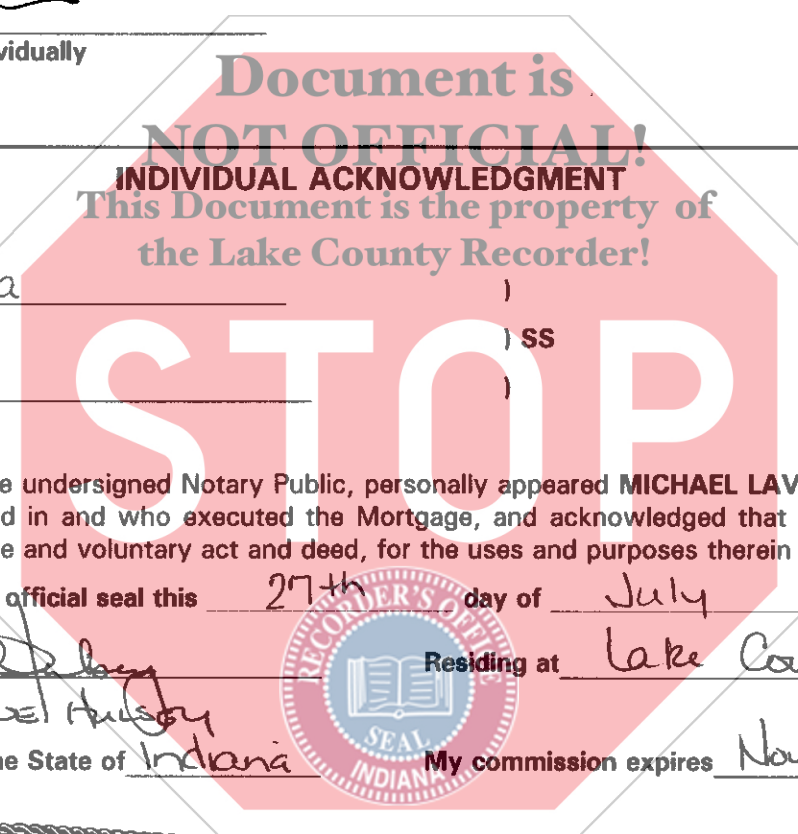 vidually
Document is
NOT OFFICIAL!
INDIVIDUAL ACKNOWLEDGMENT
This Document is the property of
the Lake County Recorder!
a )
) SS
)
STOP
e undersigned Notary Public, personally appeared MICHAEL LAV
d in and who executed the Mortgage, and acknowledged that
e and voluntary act and deed, for the uses and purposes therein
official seal this 27th day of July
Residing at Lake Cou
ne State of Indiana My commission expires Nov
RECORDER'S OFFICE
SEAL
INDIANA